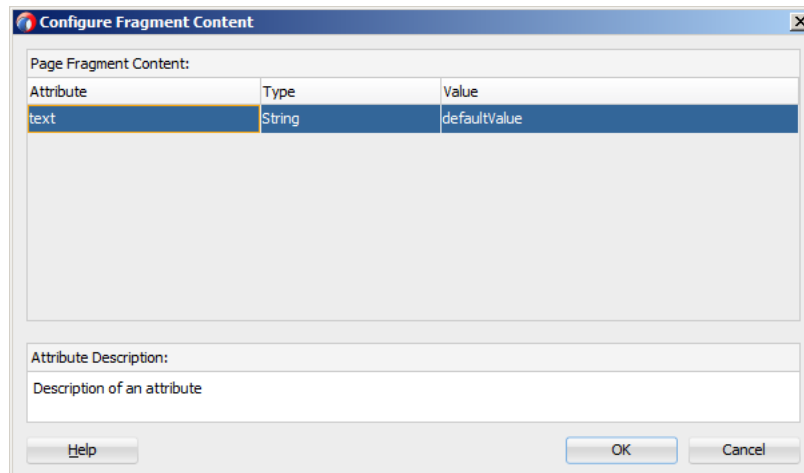 Configure Fragment Content
Page Fragment Content:
Attribute Type Value
text String defaultValue
Attribute Description:
Description of an attribute
Help OK Cancel